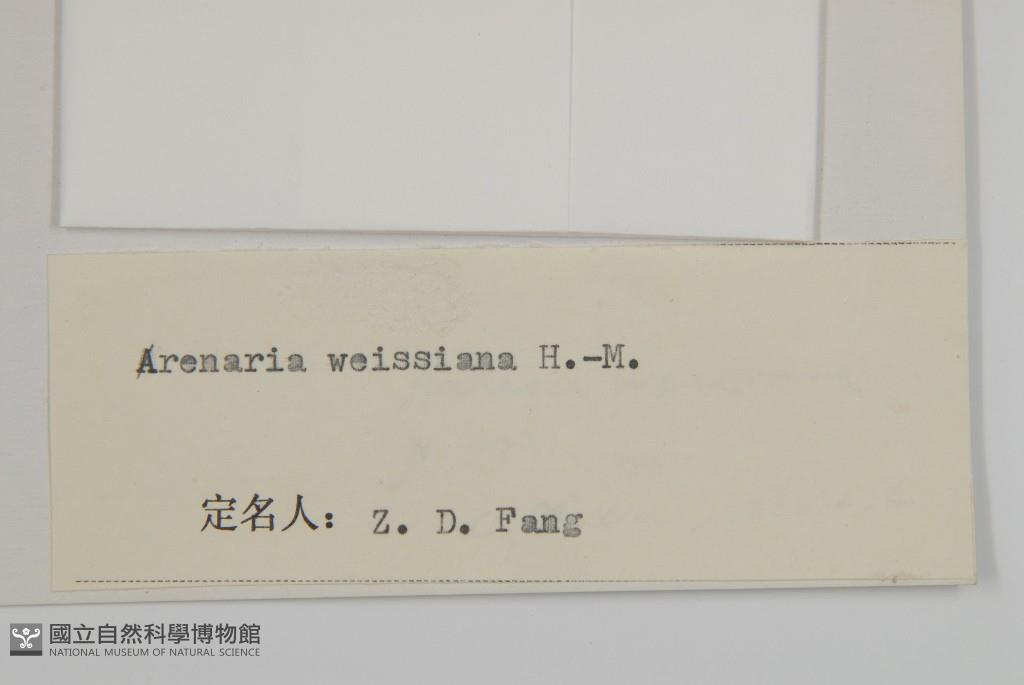 Arenaria weissiana H.-M.
定名人： Z. D. Fang
國立自然科學博物館
NATIONAL MUSEUM OF NATURAL SCIENCE